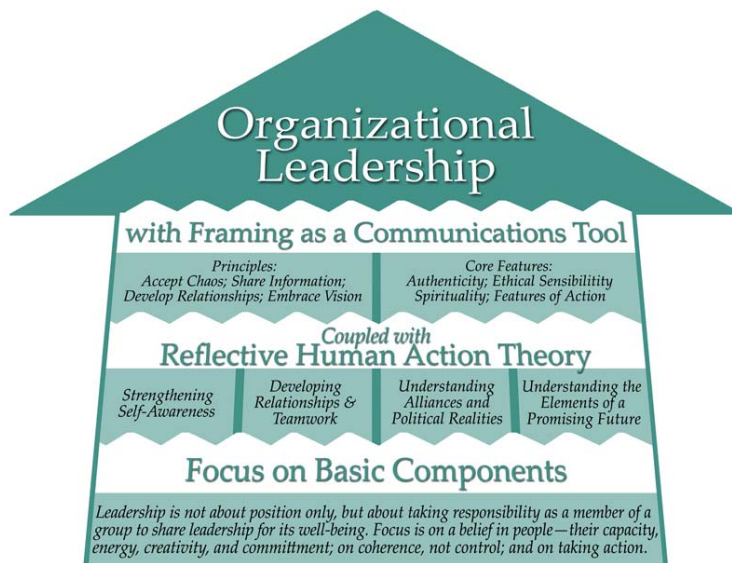 Organizational
Leadership
with Framing as a Communications Tool
Principles:
Accept Chaos; Share Information;
Develop Relationships; Embrace Vision
Core Features:
Authenticity; Ethical Sensibilitity
Spirituality; Features of Action
Coupled with
Reflective Human Action Theory
Strengthening
Self-Awareness
Developing
Relationships &
Teamwork
Understanding
Alliances and
Political Realities
Understanding the
Elements of a
Promising Future
Focus on Basic Components
Leadership is not about position only, but about taking responsibility as a member of a
group to share leadership for its well-being. Focus is on a belief in people—their capacity,
energy, creativity, and commitment; on coherence, not control; and on taking action.